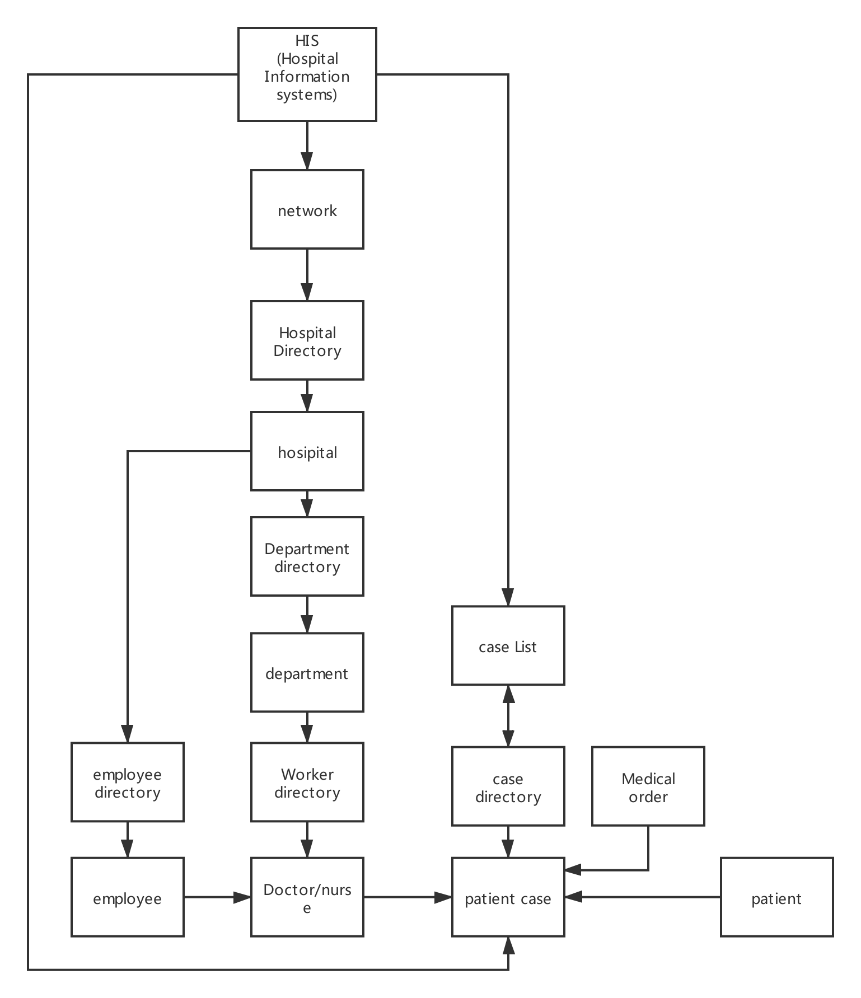 HIS
(Hospital
Information
systems)
network
Hospital
Directory
hosipital
Department
directory
department
case List
employee
directory
Worker
directory
case
directory
Medical
order
employee
Doctor/nurs
e
patient case
patient